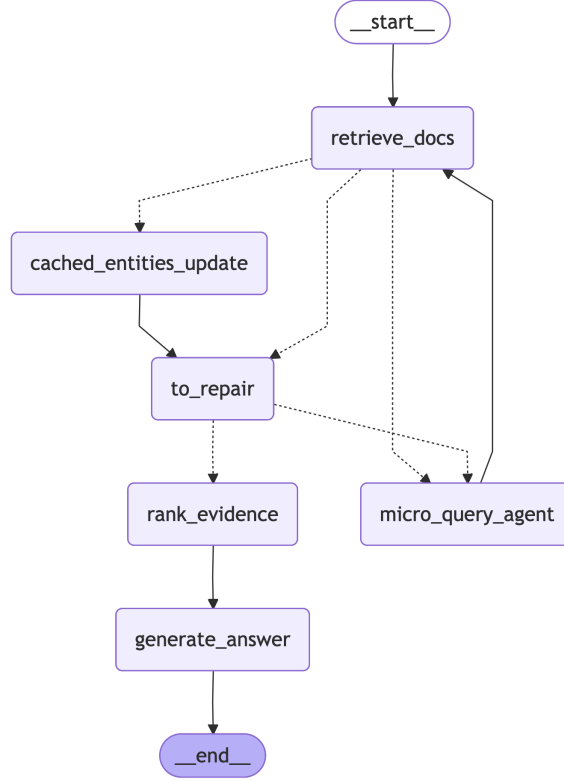 __start__
retrieve_docs
cached_entities_update
to_repair
rank_evidence
micro_query_agent
generate_answer
__end__